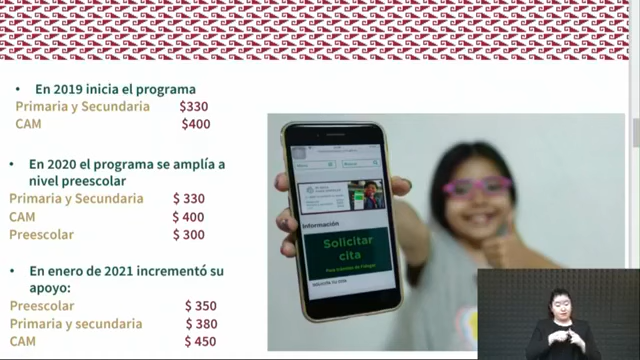 • En 2019 inicia el programa
Primaria y Secundaria $330
CAM $400
• En 2020 el programa se amplía a
nivel preescolar
Primaria y Secundaria $ 330
CAM $ 400
Preescolar $ 300
• En enero de 2021 incrementó su
apoyo:
Preescolar $ 350
Primaria y secundaria $ 380
CAM $ 450
Información
Solicitar
cita